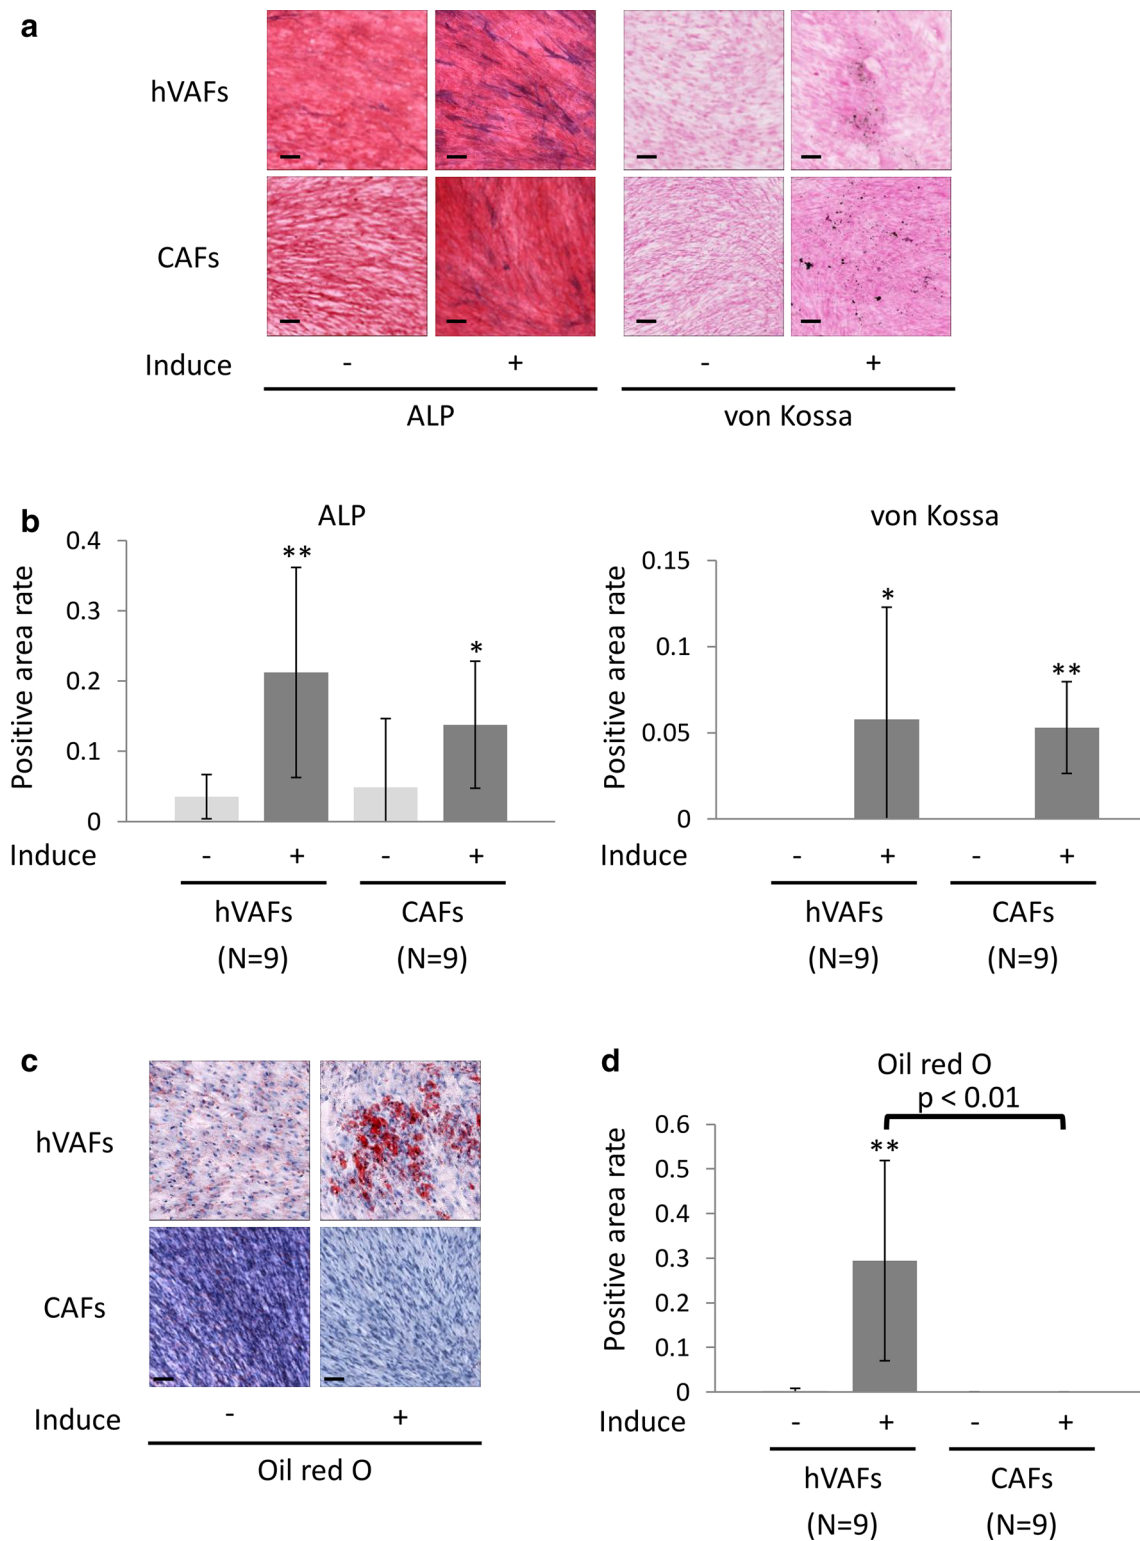 a
hVAFs
CAFs
Induce - + - +
ALP von Kossa
b
ALP
Positive area rate
0.4
0.3
0.2
0.1
0
** *
Induce - + - +
hVAFs CAFs
(N=9) (N=9)
von Kossa
Positive area rate
0.15
0.1
0.05
0
* **
Induce - + - +
hVAFs CAFs
(N=9) (N=9)
c
hVAFs
CAFs
Induce - +
Oil red O
d
Oil red O
p < 0.01
**
Positive area rate
0.6
0.5
0.4
0.3
0.2
0.1
0
Induce - + - +
hVAFs CAFs
(N=9) (N=9)